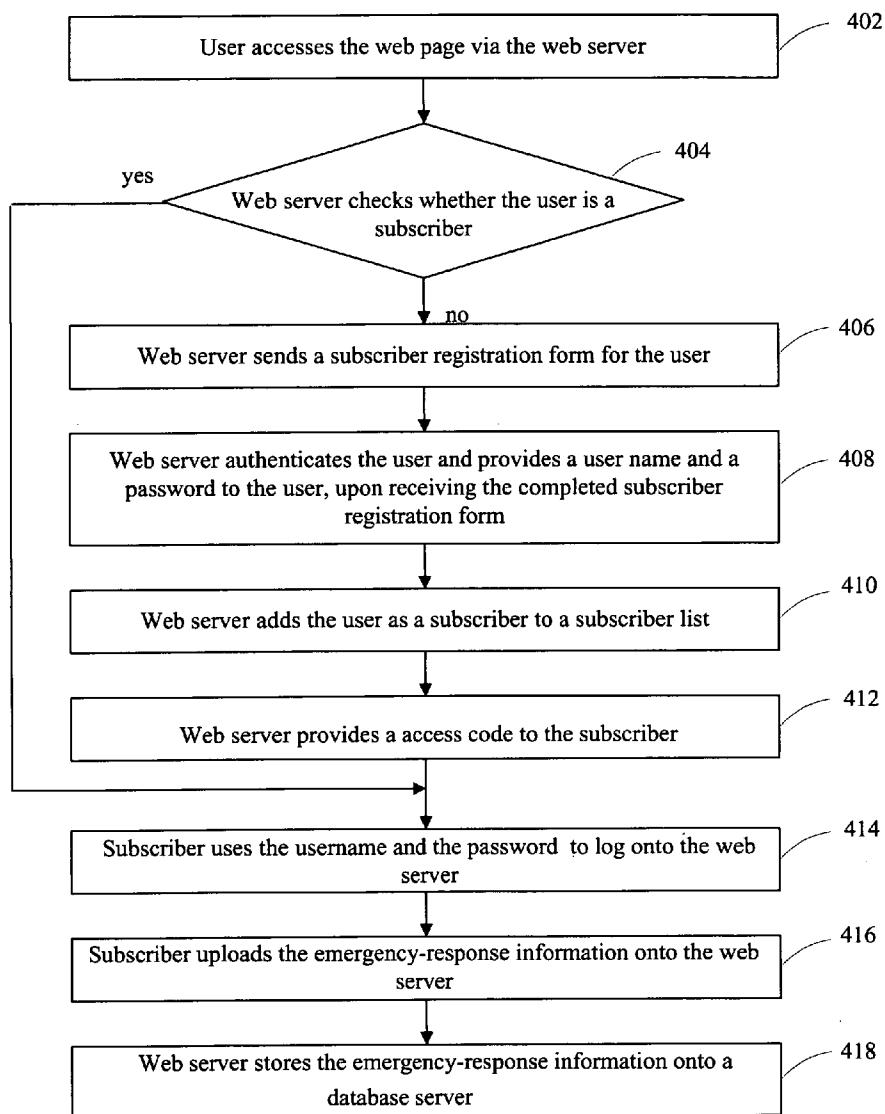 402
User accesses the web page via the web server
404
yes
Web server checks whether the user is a
subscriber
no
406
Web server sends a subscriber registration form for the user
408
Web server authenticates the user and provides a user name and a
password to the user, upon receiving the completed subscriber
registration form
410
Web server adds the user as a subscriber to a subscriber list
412
Web server provides a access code to the subscriber
414
Subscriber uses the username and the password to log onto the web
server
416
Subscriber uploads the emergency-response information onto the web
server
418
Web server stores the emergency-response information onto a
database server